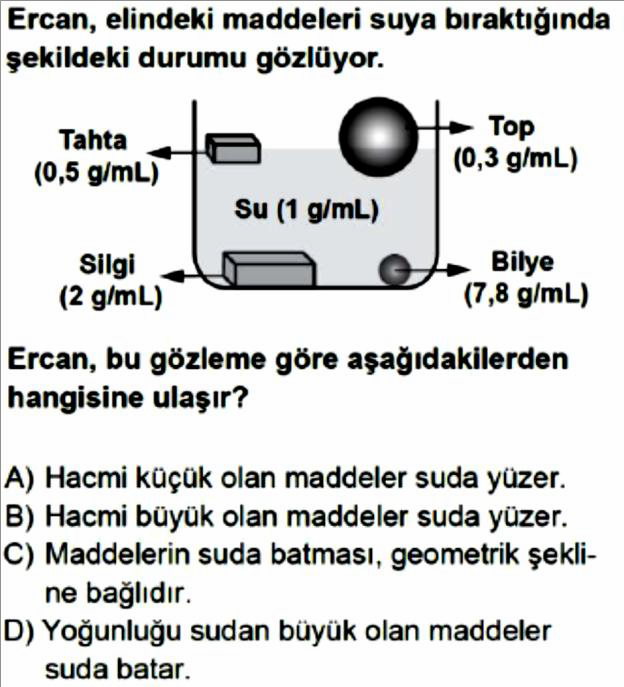 Ercan, elindeki maddeleri suya bıraktığında
şekildeki durumu gözlüyor.
Tahta
(0,5 g/mL)
Top
(0,3 g/mL)
Su (1 g/mL)
Silgi
(2 g/mL)
Bilye
(7,8 g/mL)
Ercan, bu gözleme göre aşağıdakilerden
hangisine ulaşır?
A) Hacmi küçük olan maddeler suda yüzer.
B) Hacmi büyük olan maddeler suda yüzer.
C) Maddelerin suda batması, geometrik şekli-
ne bağlıdır.
D) Yoğunluğu sudan büyük olan maddeler
suda batar.